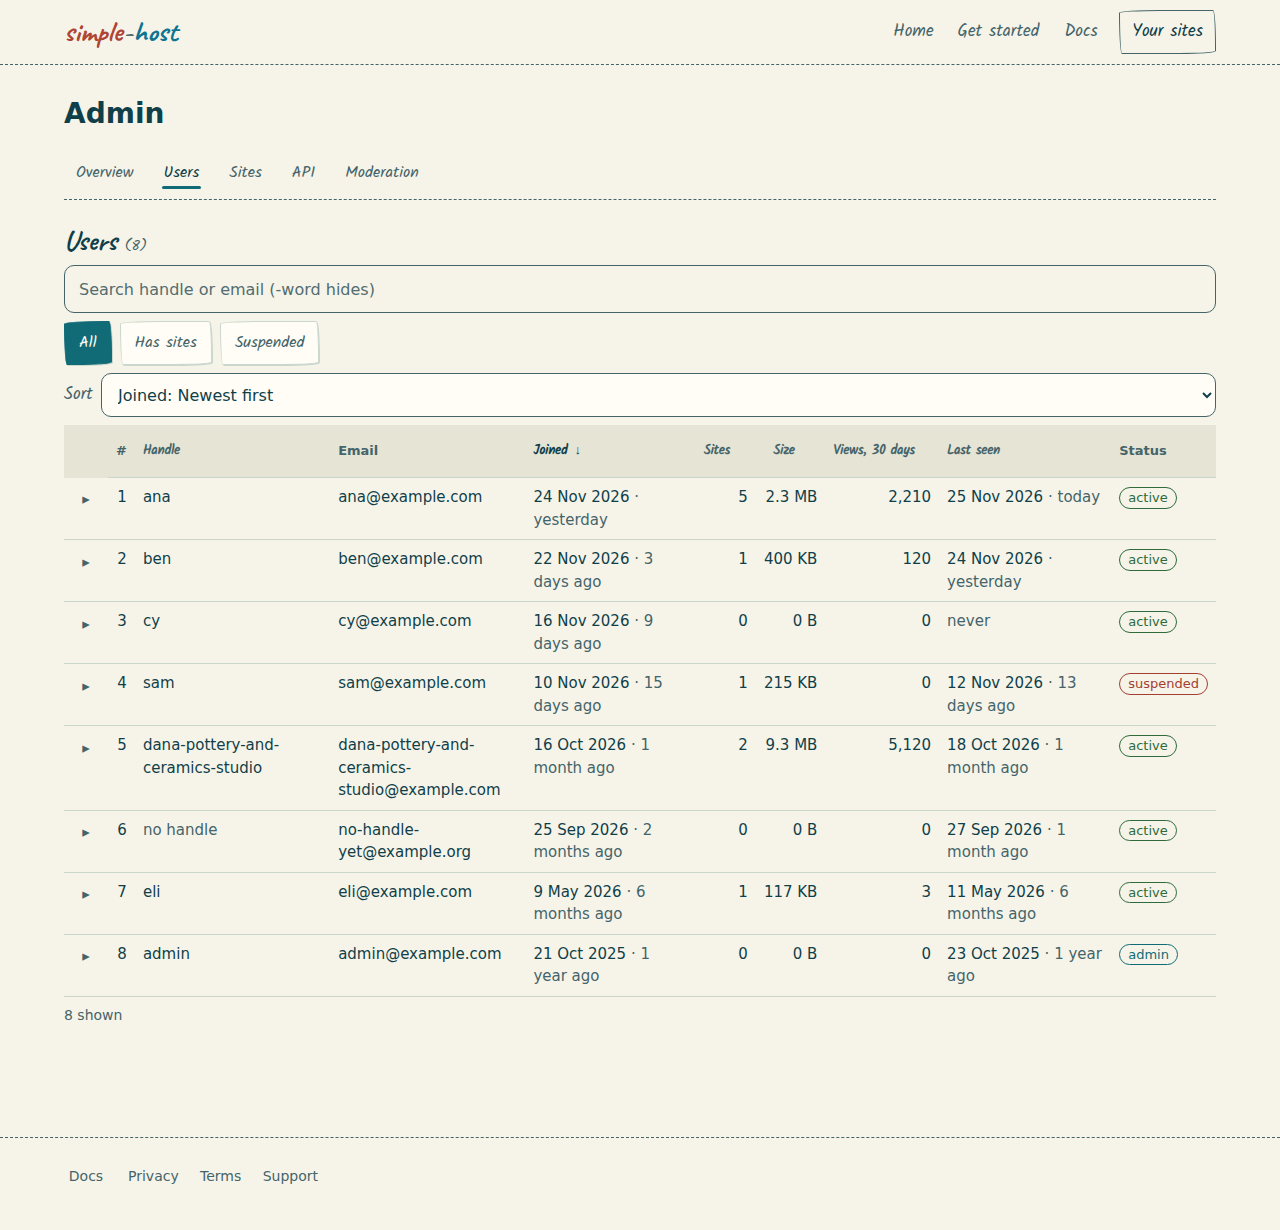 simple-host Home Get started Docs Your sites
Admin
Overview Users Sites API Moderation
Users (8)
Search handle or email (-word hides)
All Has sites Suspended
Sort Joined: Newest first
# Handle Email Joined ↓ Sites Size Views, 30 days Last seen Status
▸ 1 ana ana@example.com 24 Nov 2026 · 5 2.3 MB 2,210 25 Nov 2026 · today active
yesterday
▸ 2 ben ben@example.com 22 Nov 2026 · 3 1 400 KB 120 24 Nov 2026 · active
days ago yesterday
▸ 3 cy cy@example.com 16 Nov 2026 · 9 0 0 B 0 never active
days ago
▸ 4 sam sam@example.com 10 Nov 2026 · 15 1 215 KB 0 12 Nov 2026 · 13 suspended
days ago days ago
▸ 5 dana-pottery-and- dana-pottery-and- 16 Oct 2026 · 1 2 9.3 MB 5,120 18 Oct 2026 · 1 active
ceramics-studio ceramics- month ago month ago
studio@example.com
▸ 6 no handle no-handle- 25 Sep 2026 · 2 0 0 B 0 27 Sep 2026 · 1 active
yet@example.org months ago month ago
▸ 7 eli eli@example.com 9 May 2026 · 6 1 117 KB 3 11 May 2026 · 6 active
months ago months ago
▸ 8 admin admin@example.com 21 Oct 2025 · 1 0 0 B 0 23 Oct 2025 · 1 year admin
year ago ago
8 shown
Docs Privacy Terms Support